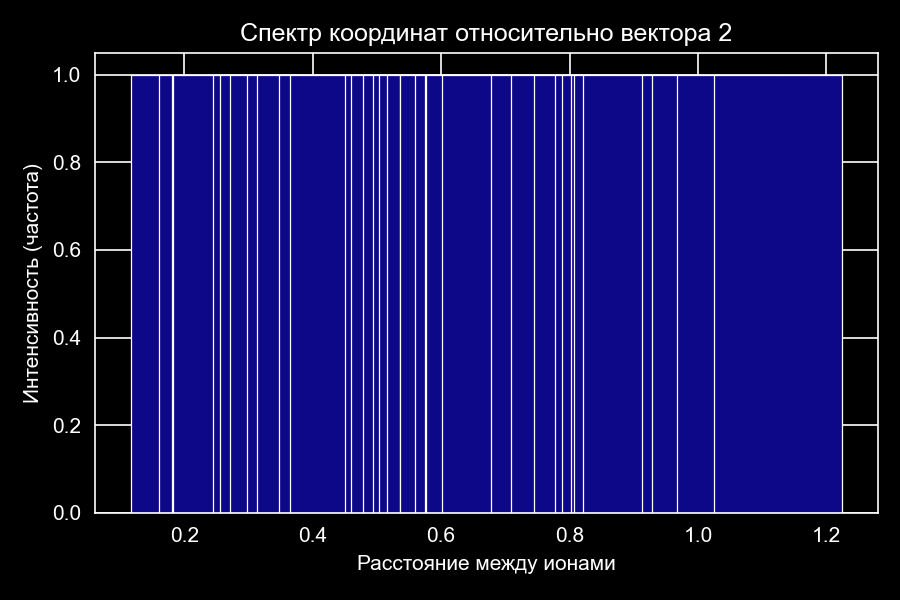 Спектр координат относительно вектора 2
Интенсивность (частота)
1.0
0.8
0.6
0.4
0.2
0.0
0.2 0.4 0.6 0.8 1.0 1.2
Расстояние между ионами